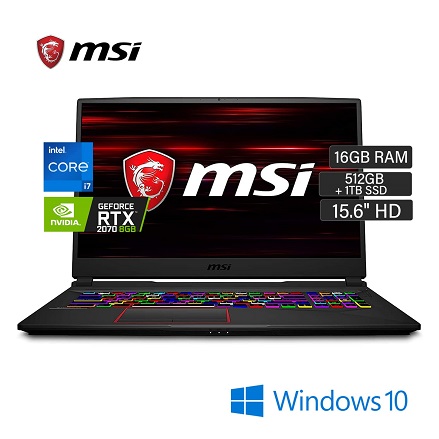 msi
intel
CORE i7
NVIDIA
GEFORCE
RTX
2070 8GB
msi
16GB RAM
512GB
+ 1TB SSD
15.6" HD
msi
Windows 10